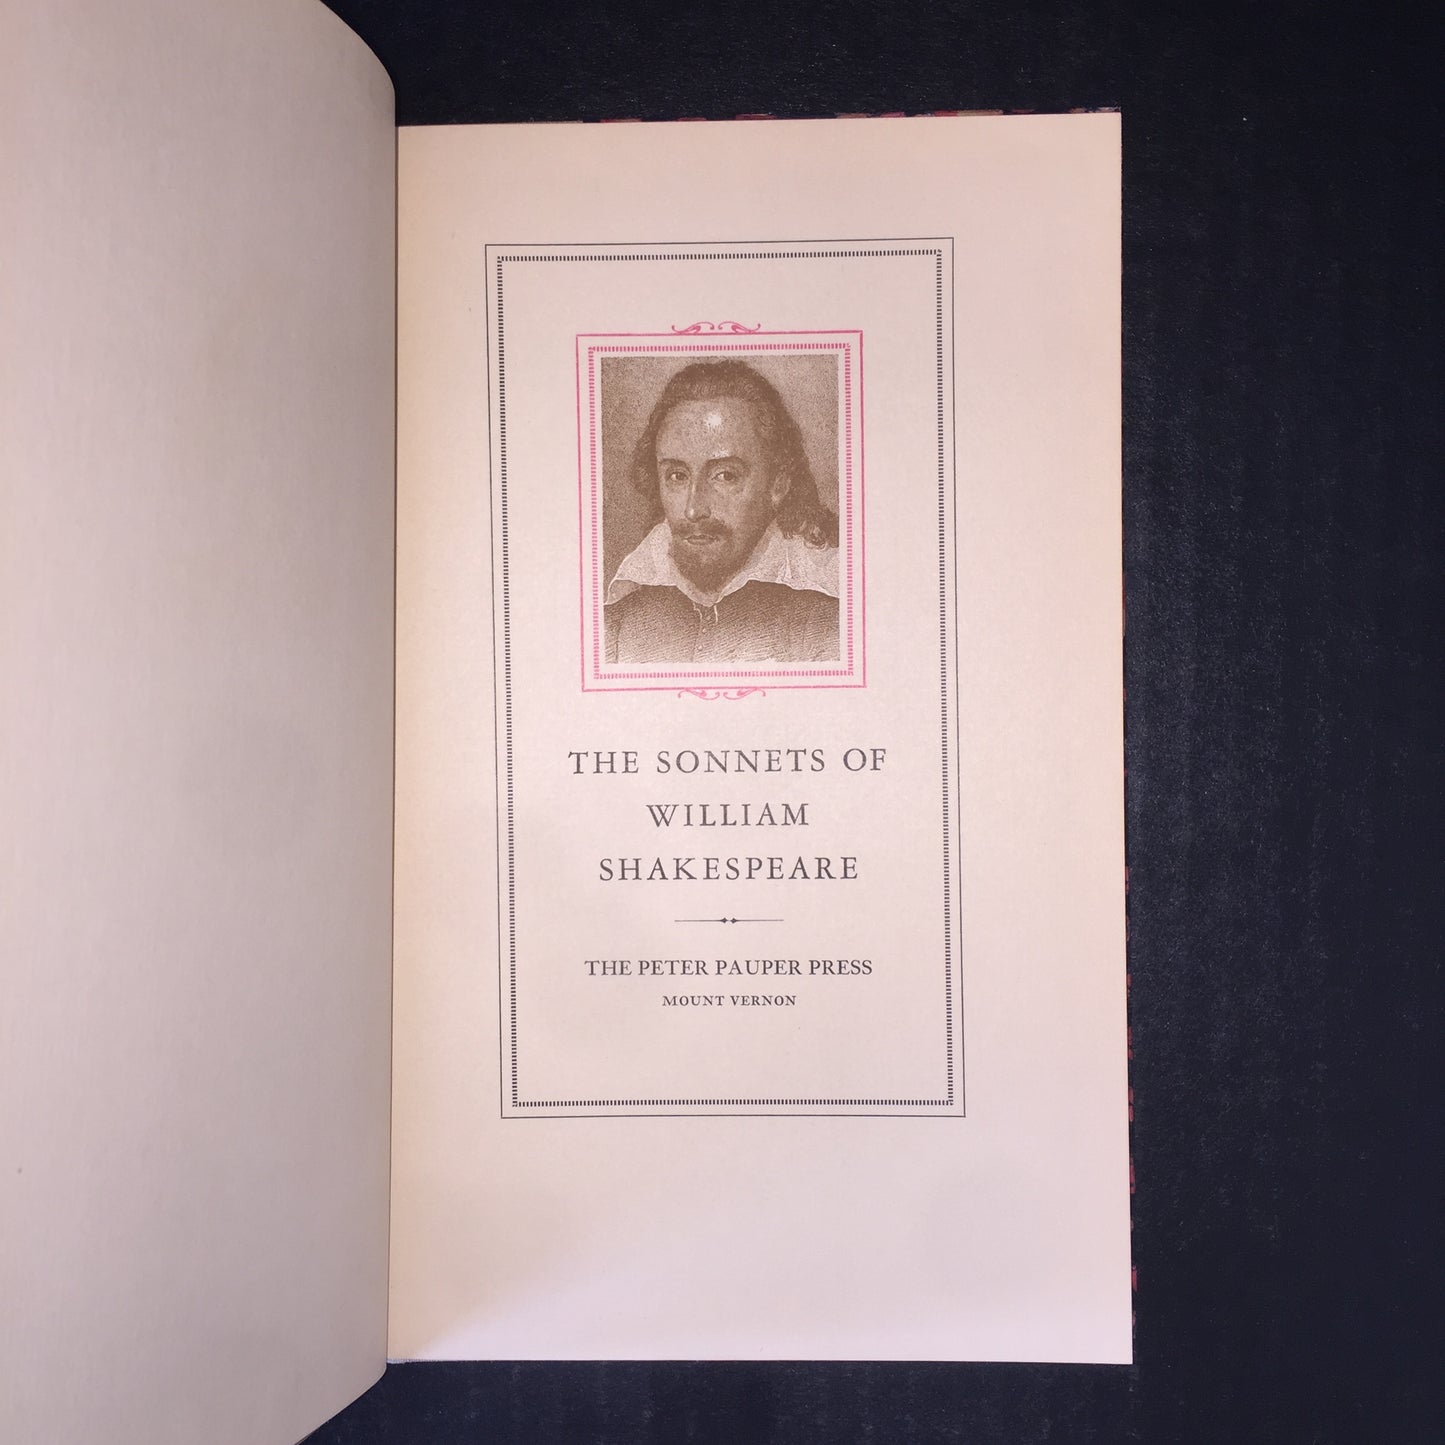 THE SONNETS OF
WILLIAM
SHAKESPEARE
THE PETER PAUPER PRESS
MOUNT VERNON